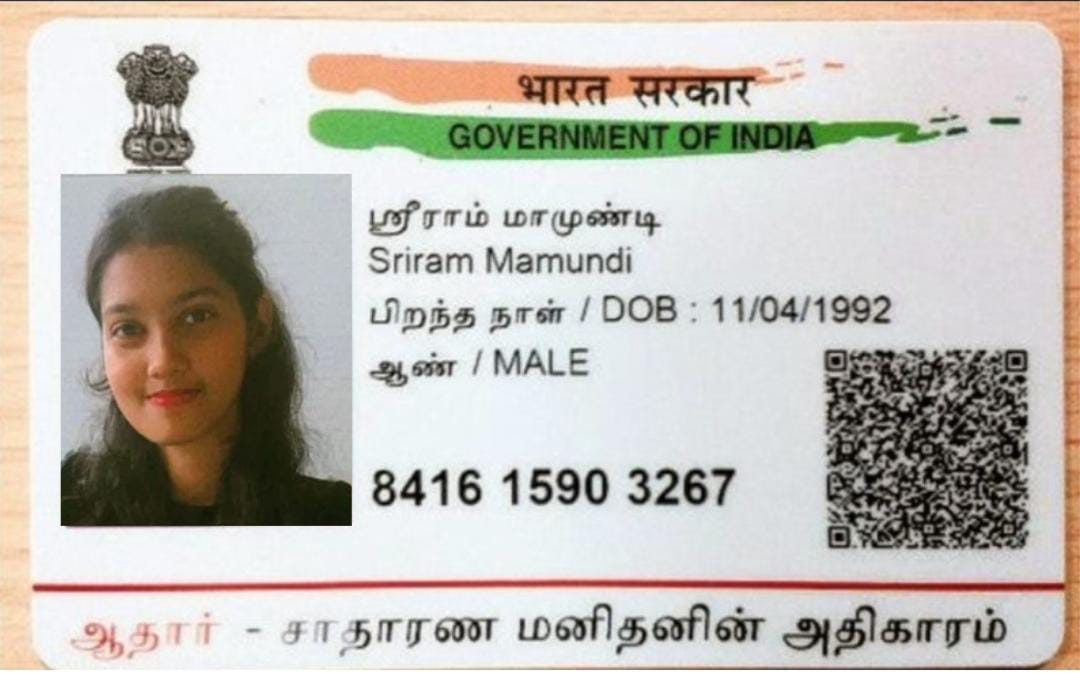 भारत सरकार
GOVERNMENT OF INDIA
ஸ்ரீராம் மாமுண்டி
Sriram Mamundi
பிறந்த நாள் / DOB : 11/04/1992
ஆண் / MALE
8416 1590 3267
ஆதார் - சாதாரண மனிதனின் அதிகாரம்